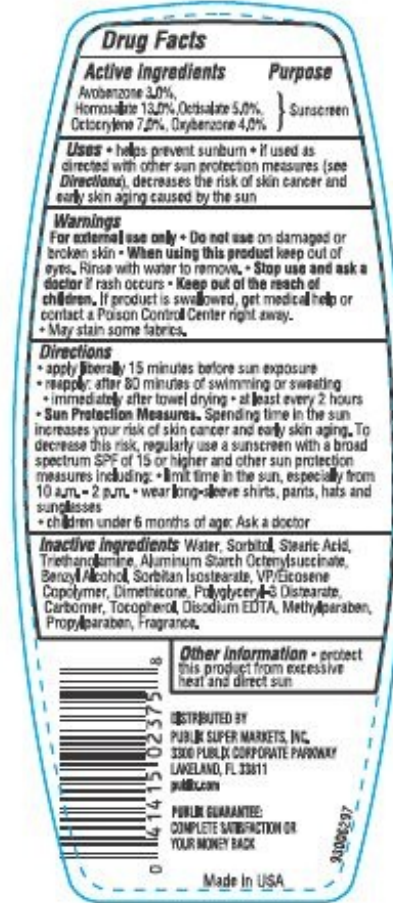 Drug Facts
Active ingredients Purpose
Avobenzone 3.0%,
Homosalate 13.0%, Octisalate 5.0%, } Sunscreen
Octocrylene 7.0%, Oxybenzone 4.0%
Uses • helps prevent sunburn • if used as
directed with other sun protection measures (see
Directions), decreases the risk of skin cancer and
early skin aging caused by the sun
Warnings
For external use only • Do not use on damaged or
broken skin • When using this product keep out of
eyes. Rinse with water to remove. • Stop use and ask a
doctor if rash occurs • Keep out of the reach of
children. If product is swallowed, get medical help or
contact a Poison Control Center right away.
• May stain some fabrics.
Directions
• apply liberally 15 minutes before sun exposure
• reapply: after 80 minutes of swimming or sweating
• immediately after towel drying • at least every 2 hours
• Sun Protection Measures. Spending time in the sun
increases your risk of skin cancer and early skin aging. To
decrease this risk, regularly use a sunscreen with a broad
spectrum SPF of 15 or higher and other sun protection
measures including: • limit time in the sun, especially from
10 a.m. - 2 p.m. • wear long-sleeve shirts, pants, hats and
sunglasses
• children under 6 months of age: Ask a doctor
Inactive ingredients Water, Sorbitol, Stearic Acid,
Triethanolamine, Aluminum Starch Octenylsuccinate,
Benzyl Alcohol, Sorbitan Isostearate, VP/Eicosene
Copolymer, Dimethicone, Polyglyceryl-3 Distearate,
Carbomer, Tocopherol, Disodium EDTA, Methylparaben,
Propylparaben, Fragrance.
Other information • protect
this product from excessive
heat and direct sun
0 41415 02375 8
DISTRIBUTED BY
PUBLIX SUPER MARKETS, INC.
3300 PUBLIX CORPORATE PARKWAY
LAKELAND, FL 33811
publix.com
PUBLIX GUARANTEE:
COMPLETE SATISFACTION OR
YOUR MONEY BACK
93006297
Made in USA